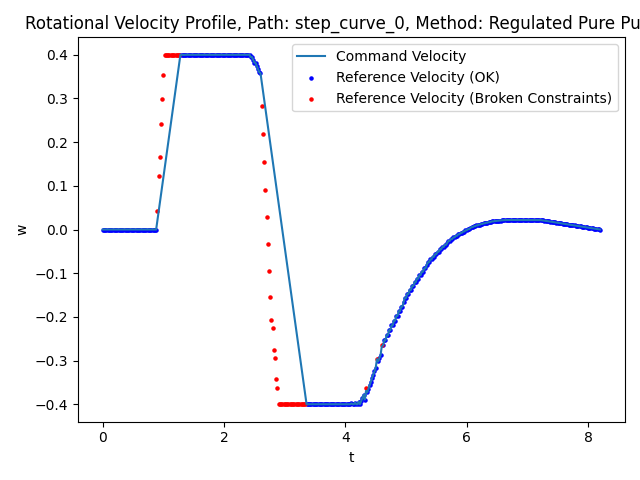 Rotational Velocity Profile, Path: step_curve_0, Method: Regulated Pure Pu
Command Velocity
Reference Velocity (OK)
Reference Velocity (Broken Constraints)
0.4
0.3
0.2
0.1
0.0
−0.1
−0.2
−0.3
−0.4
w
0 2 4 6 8
t